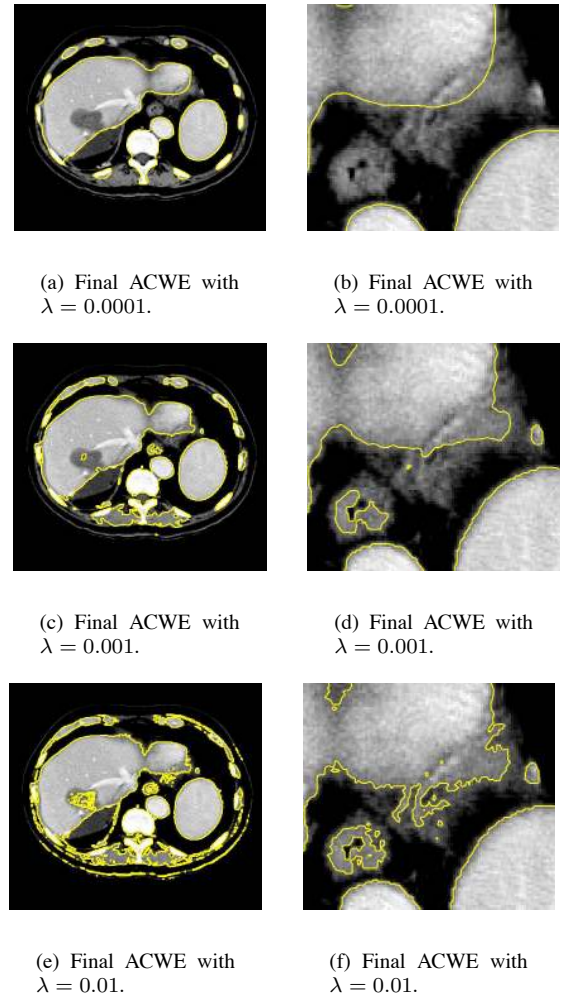 (a) Final ACWE with
λ = 0.0001.
(b) Final ACWE with
λ = 0.0001.
(c) Final ACWE with
λ = 0.001.
(d) Final ACWE with
λ = 0.001.
(e) Final ACWE with
λ = 0.01.
(f) Final ACWE with
λ = 0.01.